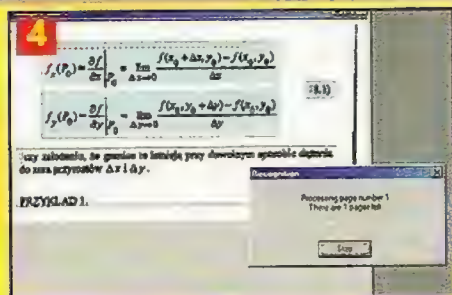 4
f_x(P_0) = ∂f/∂x |_{P_0} = lim_{Δx→0} f(x_0 + Δx, y_0) − f(x_0, y_0) / Δx
(8.1)
f_y(P_0) = ∂f/∂y |_{P_0} = lim_{Δy→0} f(x_0, y_0 + Δy) − f(x_0, y_0) / Δy
przy założeniu, że granice te istnieją przy dowolnym sposobie dążenia
do zera przyrostów Δx i Δy.
PRZYKŁAD 1.
Recognition
Processing page number 1
There are 1 pages left
Stop